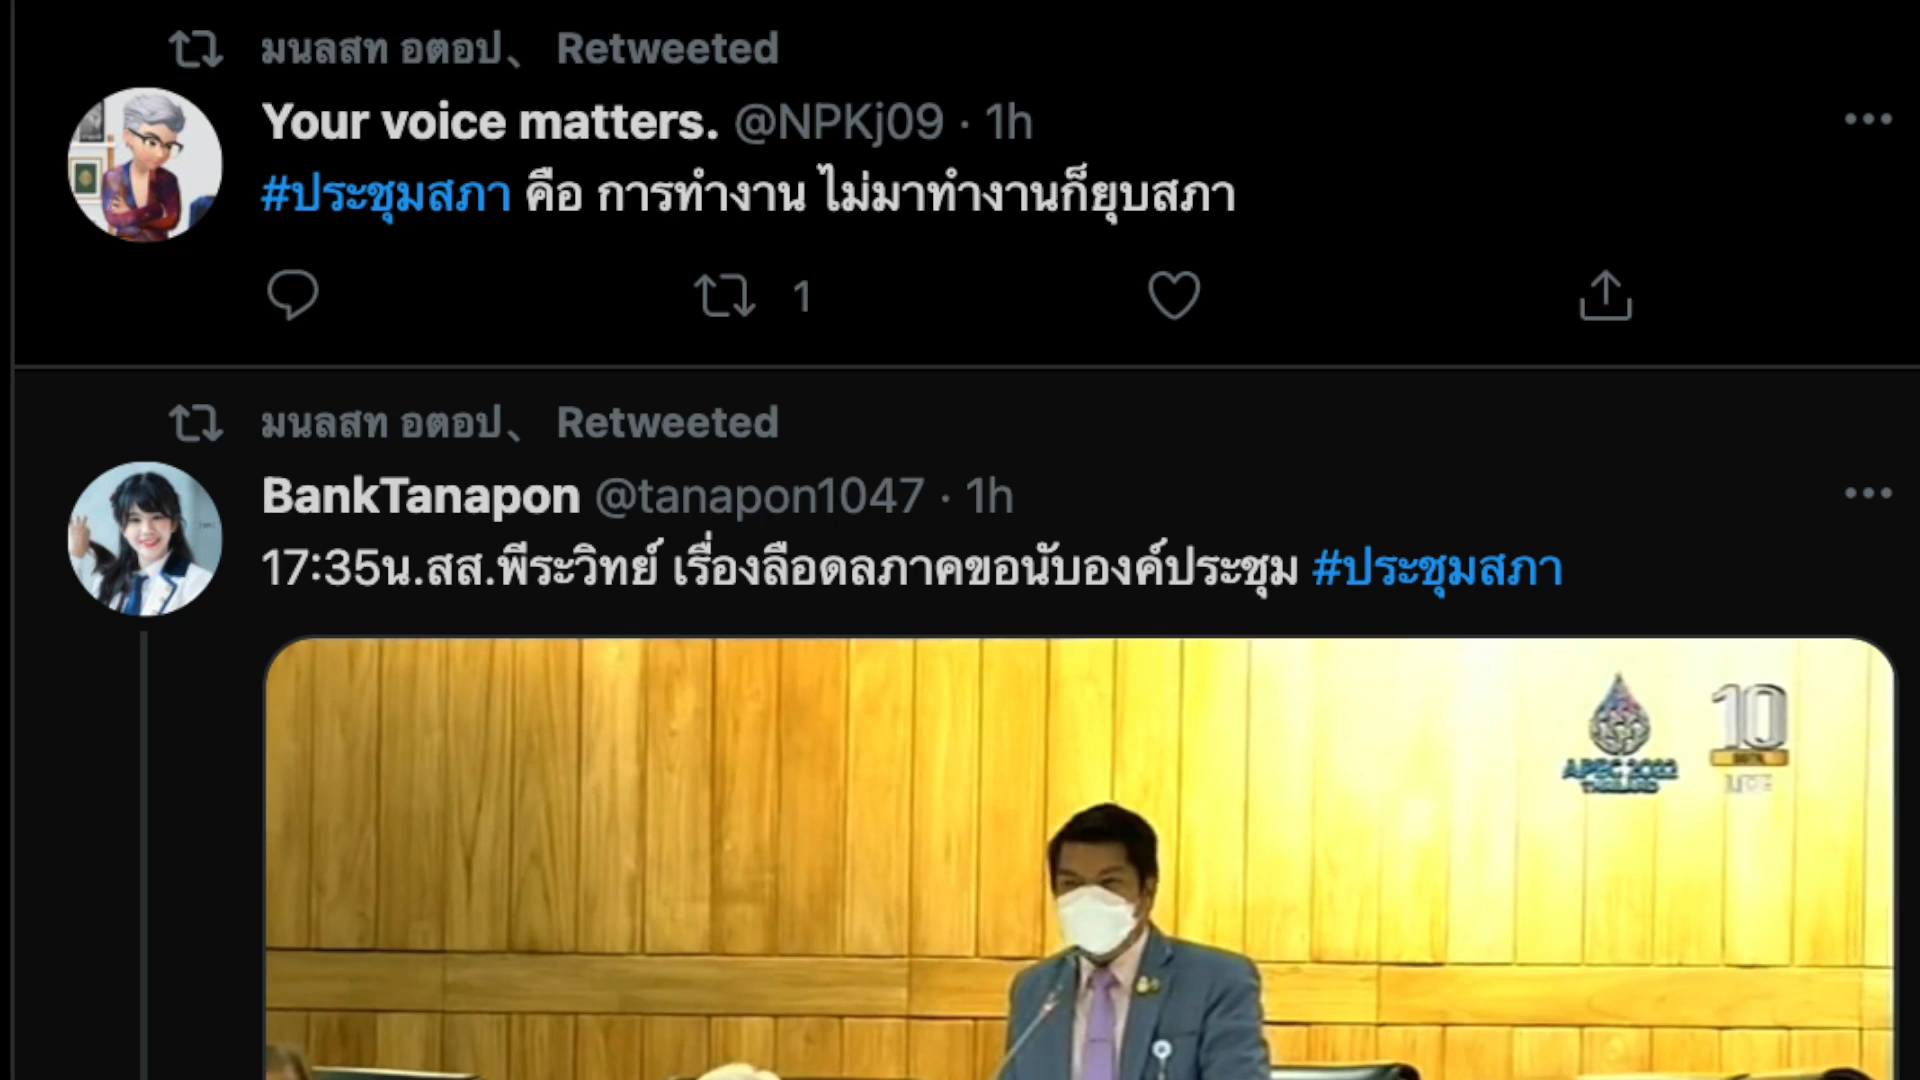 มนลสท อตอป、 Retweeted
Your voice matters. @NPKj09 · 1h
#ประชุมสภา คือ การทำงาน ไม่มาทำงานก็ยุบสภา
1
มนลสท อตอป、 Retweeted
BankTanapon @tanapon1047 · 1h
17:35น.สส.พีระวิทย์ เรื่องลือดลภาคขอนับองค์ประชุม #ประชุมสภา
10
APEC 2022
THAILAND